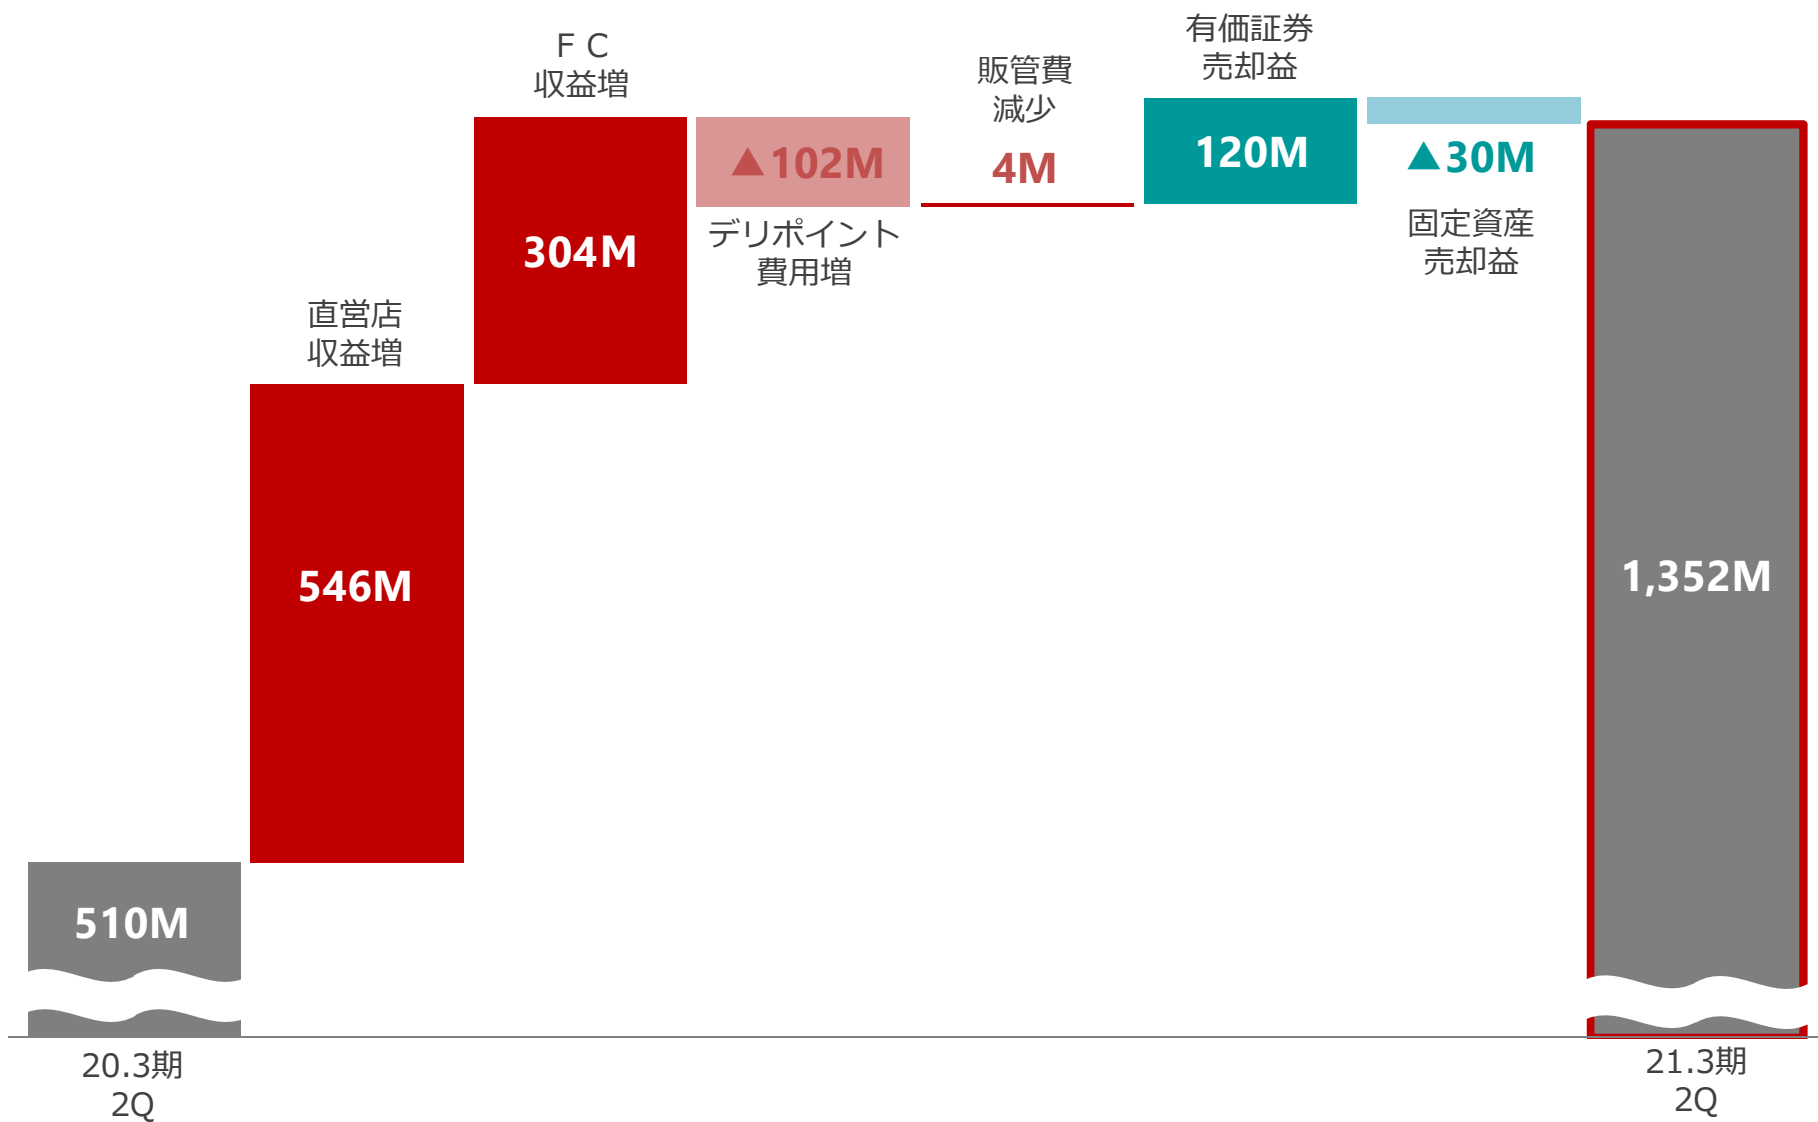 510M
20.3期
2Q
直営店
収益増
546M
ＦＣ
収益増
304M
▲102M
デリポイント
費用増
販管費
減少
4M
有価証券
売却益
120M
▲30M
固定資産
売却益
1,352M
21.3期
2Q